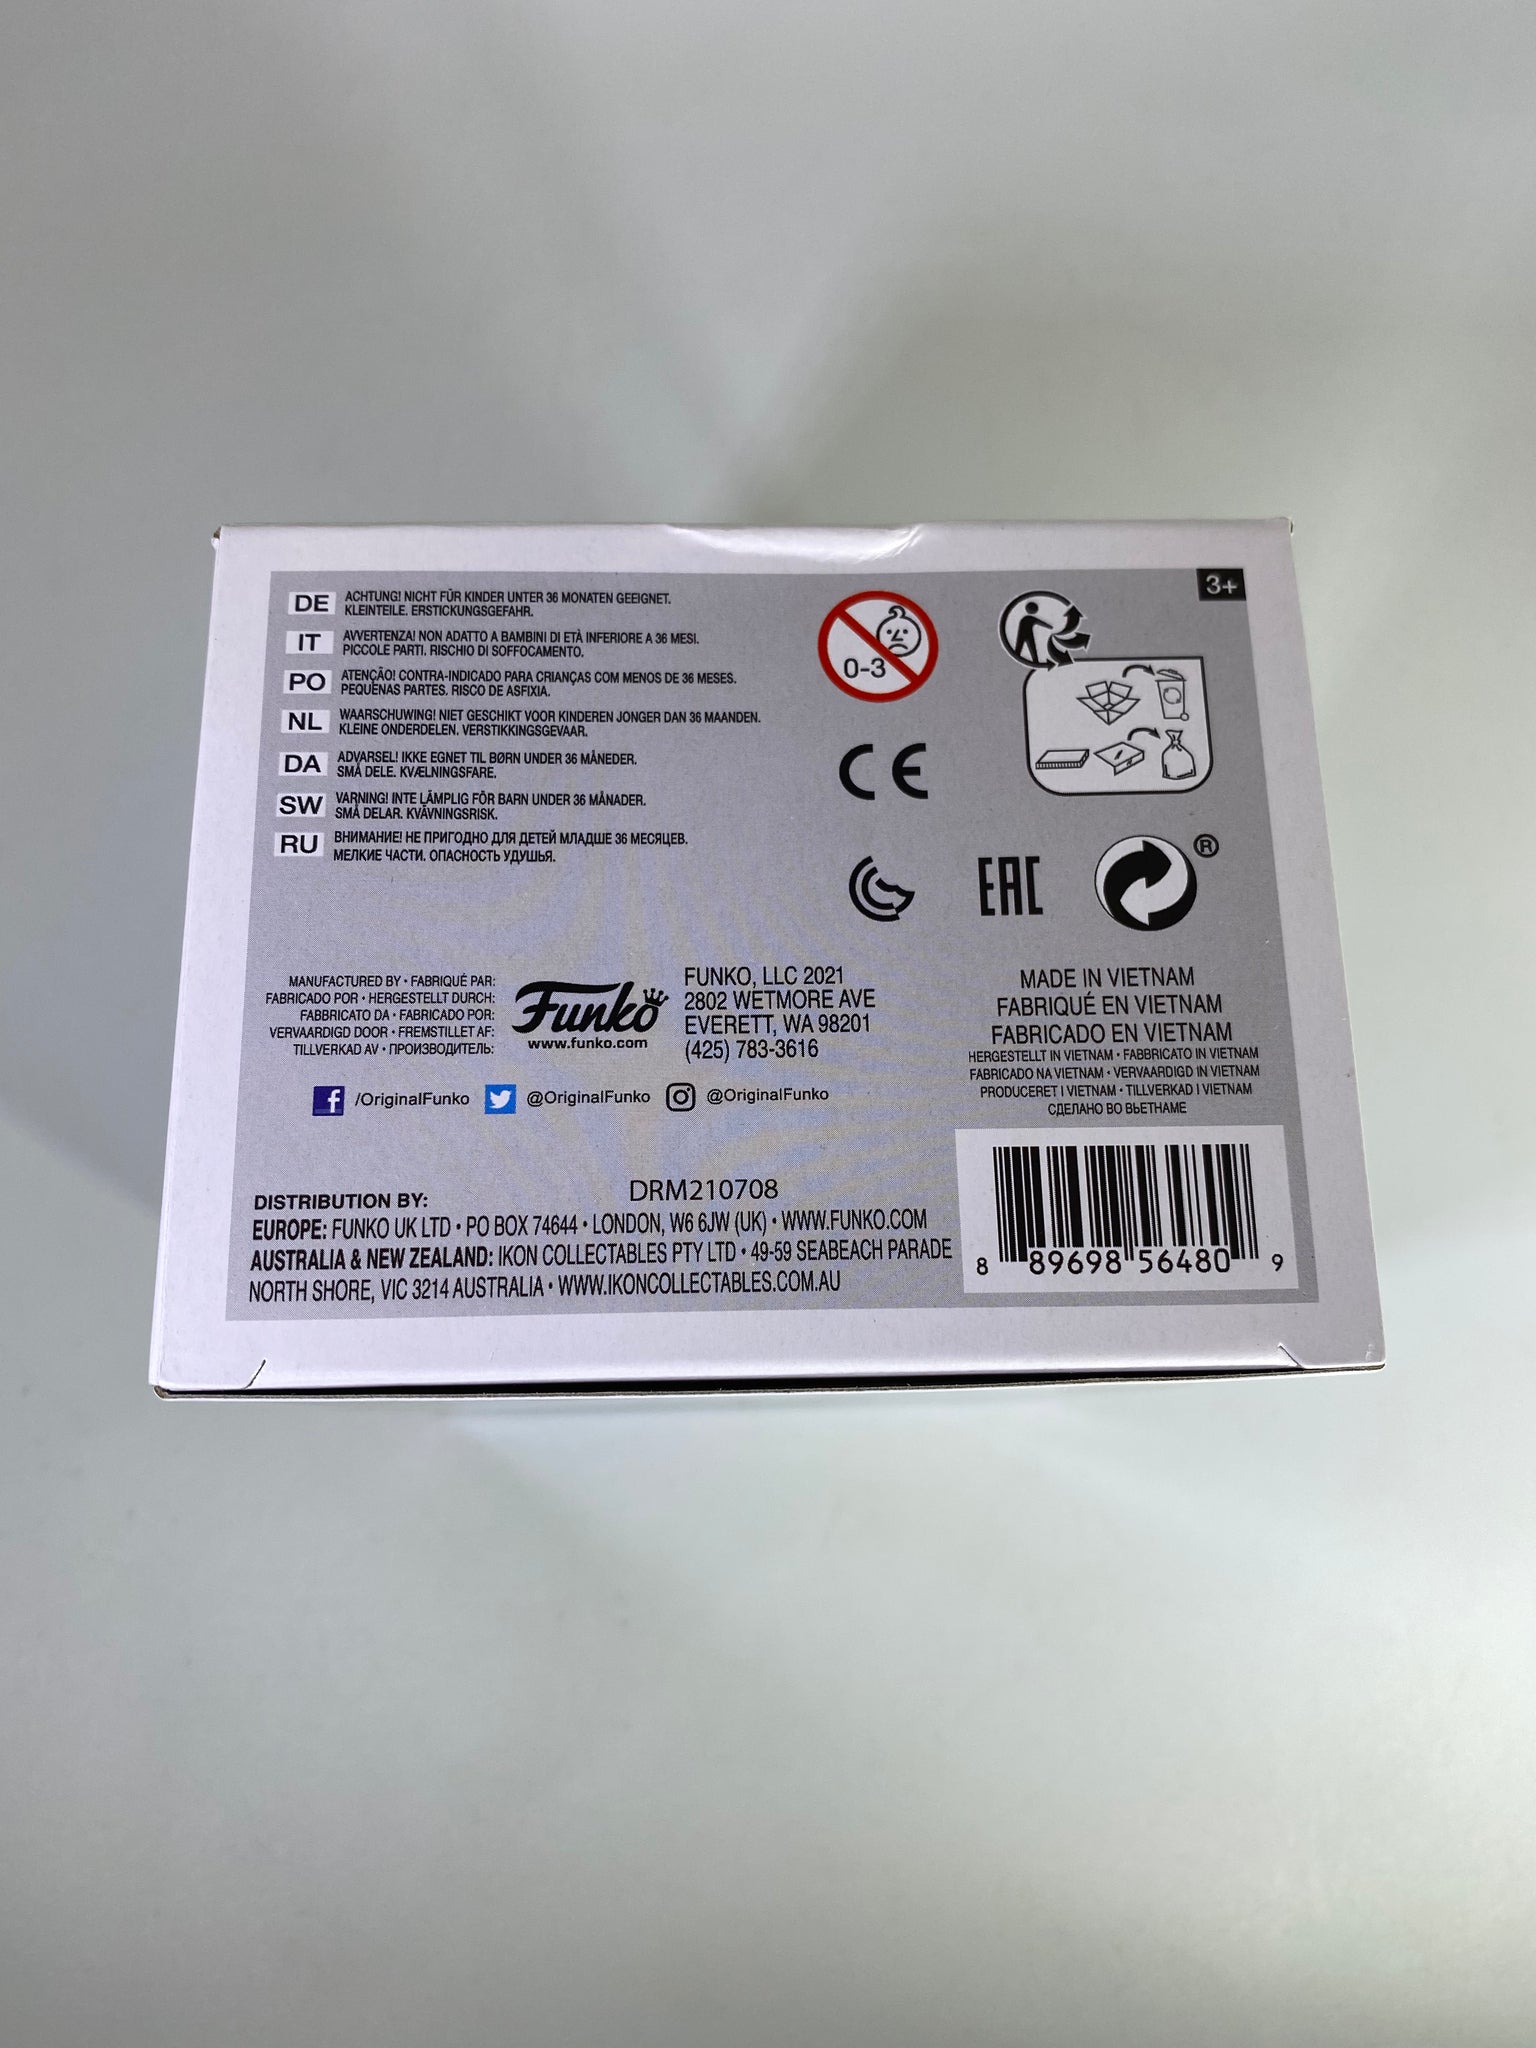 3+
DE ACHTUNG! NICHT FÜR KINDER UNTER 36 MONATEN GEEIGNET.
KLEINTEILE. ERSTICKUNGSGEFAHR.
IT AVVERTENZA! NON ADATTO A BAMBINI DI ETÀ INFERIORE A 36 MESI.
PICCOLE PARTI. RISCHIO DI SOFFOCAMENTO.
PO ATENÇÃO! CONTRA-INDICADO PARA CRIANÇAS COM MENOS DE 36 MESES.
PEQUENAS PARTES. RISCO DE ASFIXIA.
NL WAARSCHUWING! NIET GESCHIKT VOOR KINDEREN JONGER DAN 36 MAANDEN.
KLEINE ONDERDELEN. VERSTIKKINGSGEVAAR.
DA ADVARSEL! IKKE EGNET TIL BØRN UNDER 36 MÅNEDER.
SMÅ DELE. KVÆLNINGSFARE.
SW VARNING! INTE LÄMPLIG FÖR BARN UNDER 36 MÅNADER.
SMÅ DELAR. KVÄVNINGSRISK.
RU ВНИМАНИЕ! НЕ ПРИГОДНО ДЛЯ ДЕТЕЙ МЛАДШЕ 36 МЕСЯЦЕВ.
МЕЛКИЕ ЧАСТИ. ОПАСНОСТЬ УДУШЬЯ.
0-3
CE
EAC
®
MANUFACTURED BY • FABRIQUÉ PAR:
FABRICADO POR • HERGESTELLT DURCH:
FABBRICATO DA • FABRICADO POR:
VERVAARDIGD DOOR • FREMSTILLET AF:
TILLVERKAD AV • ПРОИЗВОДИТЕЛЬ:
Funko
www.funko.com
FUNKO, LLC 2021
2802 WETMORE AVE
EVERETT, WA 98201
(425) 783-3616
MADE IN VIETNAM
FABRIQUÉ EN VIETNAM
FABRICADO EN VIETNAM
HERGESTELLT IN VIETNAM • FABBRICATO IN VIETNAM
FABRICADO NA VIETNAM • VERVAARDIGD IN VIETNAM
PRODUCERET I VIETNAM • TILLVERKAD I VIETNAM
СДЕЛАНО ВО ВЬЕТНАМЕ
f /OriginalFunko @OriginalFunko @OriginalFunko
DRM210708
DISTRIBUTION BY:
EUROPE: FUNKO UK LTD • PO BOX 74644 • LONDON, W6 6JW (UK) • WWW.FUNKO.COM
AUSTRALIA & NEW ZEALAND: IKON COLLECTABLES PTY LTD • 49-59 SEABEACH PARADE
NORTH SHORE, VIC 3214 AUSTRALIA • WWW.IKONCOLLECTABLES.COM.AU
8 89698 56480 9